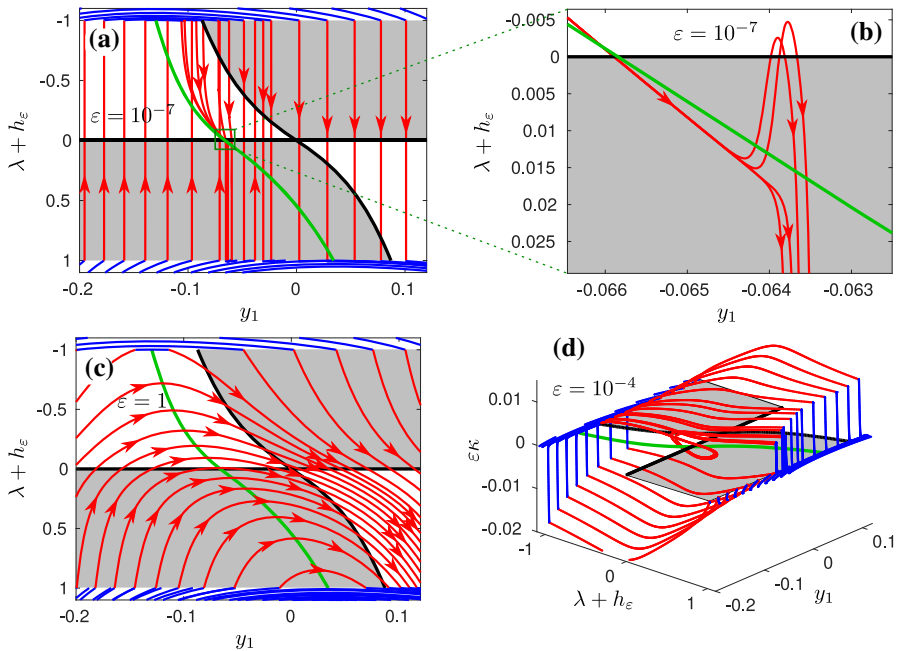 (a)
ε = 10⁻⁷
λ + h_ε
-1
-0.5
0
0.5
1
-0.2
-0.1
0
0.1
y₁
(b)
ε = 10⁻⁷
λ + h_ε
-0.005
0
0.005
0.01
0.015
0.02
0.025
-0.066
-0.065
-0.064
-0.063
y₁
(c)
ε = 1
λ + h_ε
-1
-0.5
0
0.5
1
-0.2
-0.1
0
0.1
y₁
(d)
ε = 10⁻⁴
εκ
0.01
0
-0.01
-0.02
-1
0
1
λ + h_ε
-0.2
-0.1
0
0.1
y₁